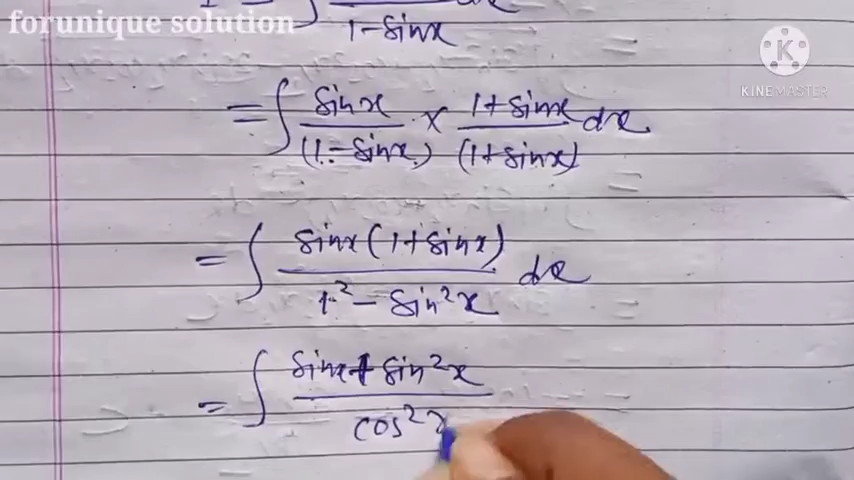 forunique solution
1-sinx
KINEMASTER
= ∫ sinx/(1-sinx) × 1+sinx/(1+sinx) dx
= ∫ sinx(1+sinx)/1²-sin²x dx
= ∫ sinx+sin²x/cos²x